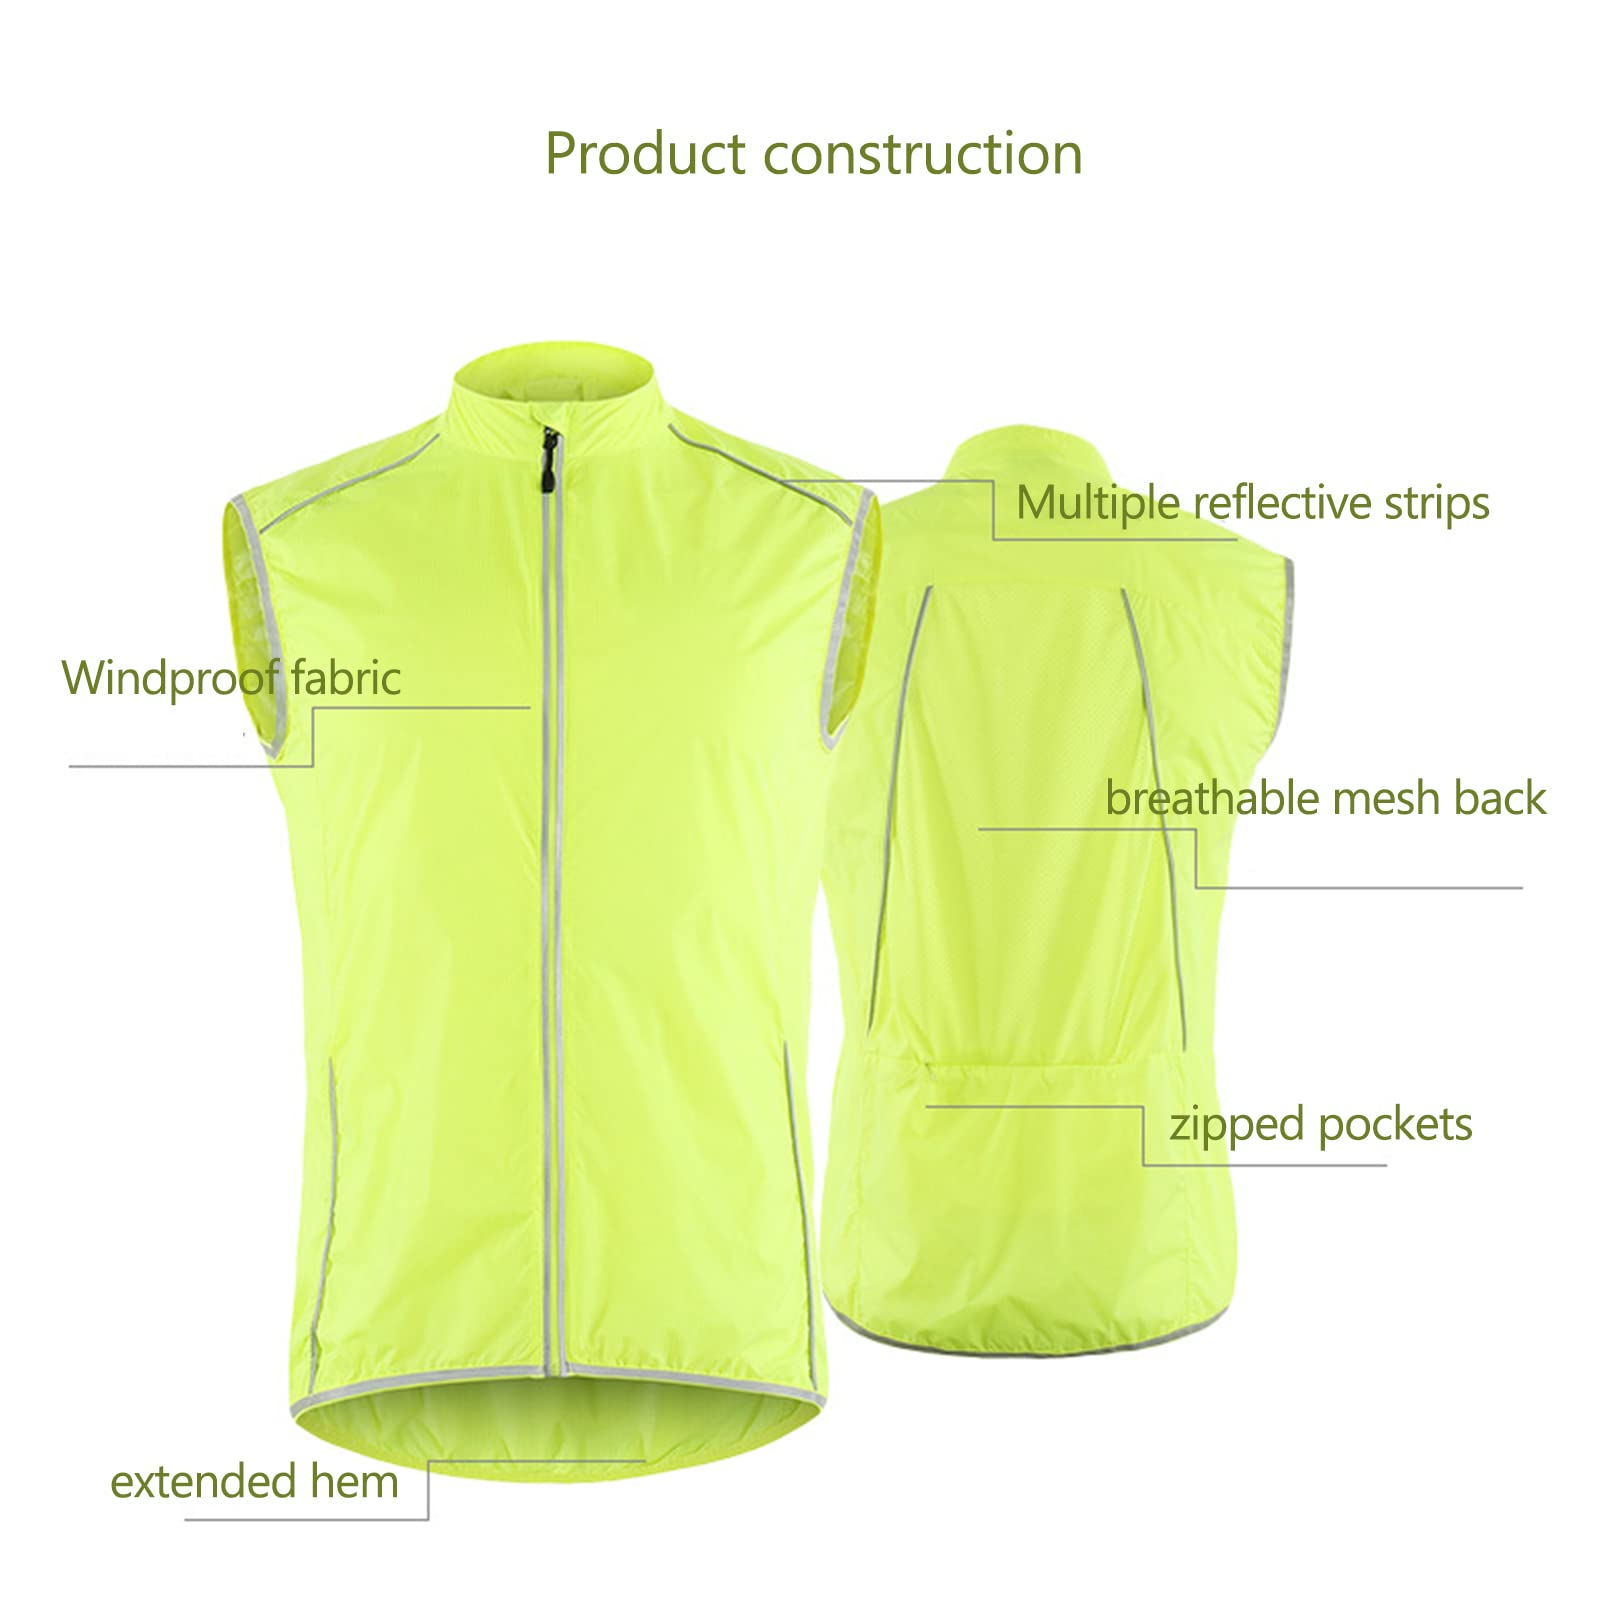 Product construction
Multiple reflective strips
Windproof fabric
breathable mesh back
zipped pockets
extended hem